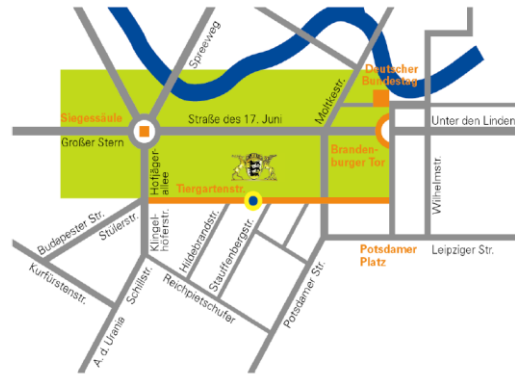 Spreeweg
Moltkestr.
Deutscher
Bundestag
Siegessäule
Straße des 17. Juni
Unter den Linden
Großer Stern
Branden-
burger Tor
Hofjäger-
allee
Tiergartenstr.
Wilhelmstr.
Budapester Str.
Stülerstr.
Klingel-
höferstr.
Hildebrandstr.
Stauffenbergstr.
Potsdamer
Platz
Leipziger Str.
Kurfürstenstr.
Schillstr.
Reichpietschufer
Potsdamer Str.
A. d. Urania